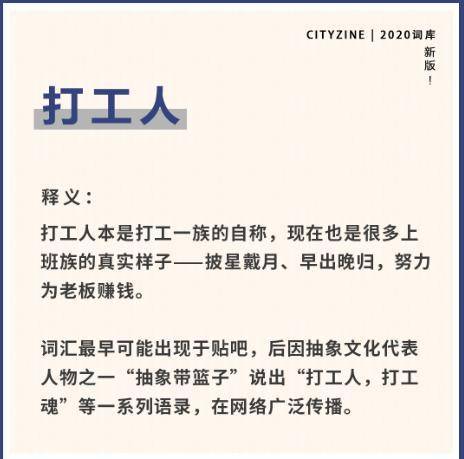 CITYZINE | 2020词库
新版！
打工人
释义：
打工人本是打工一族的自称，现在也是很多上
班族的真实样子——披星戴月、早出晚归，努力
为老板赚钱。
词汇最早可能出现于贴吧，后因抽象文化代表
人物之一“抽象带篮子”说出“打工人，打工
魂”等一系列语录，在网络广泛传播。